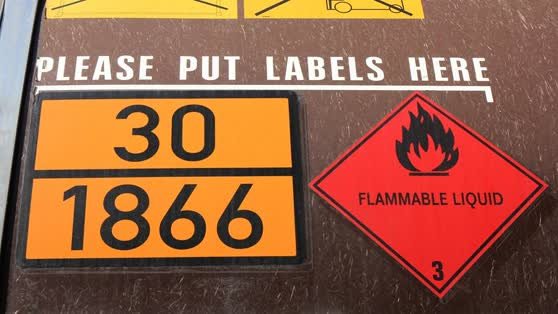 PLEASE PUT LABELS HERE
30
1866
FLAMMABLE LIQUID
3